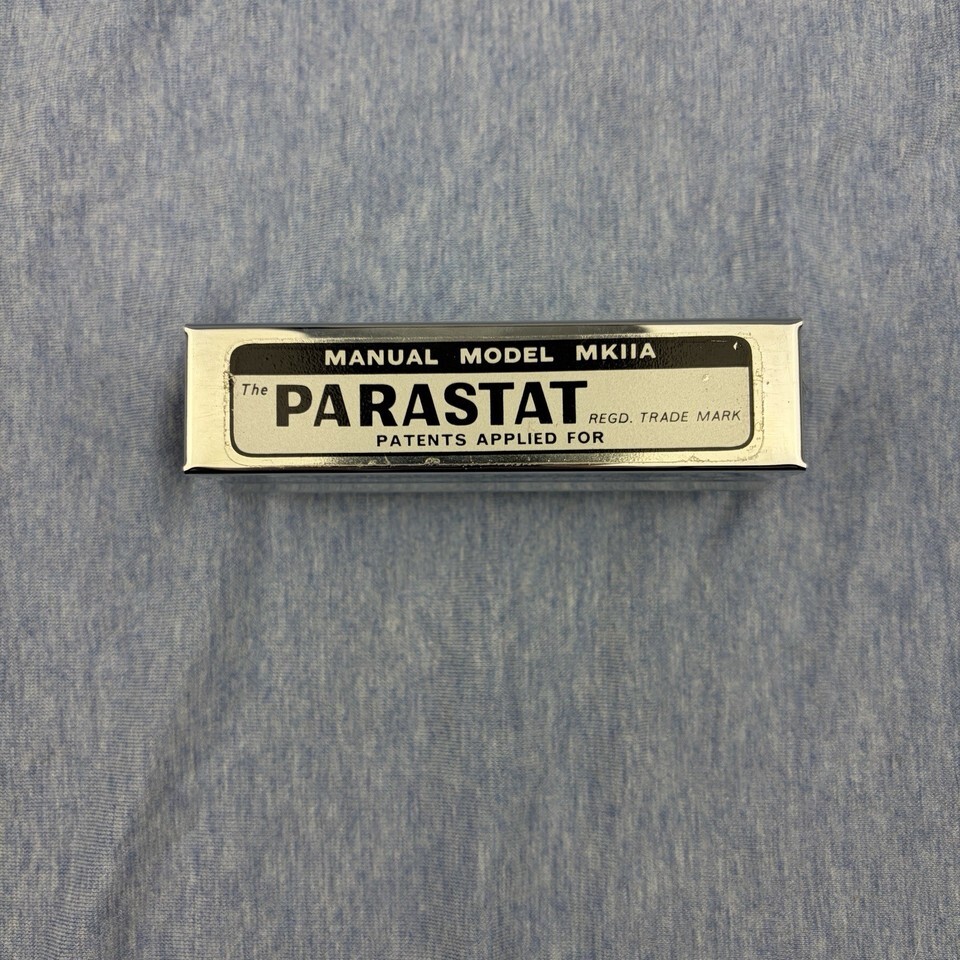 MANUAL MODEL MKIIA
The PARASTAT REGD. TRADE MARK
PATENTS APPLIED FOR